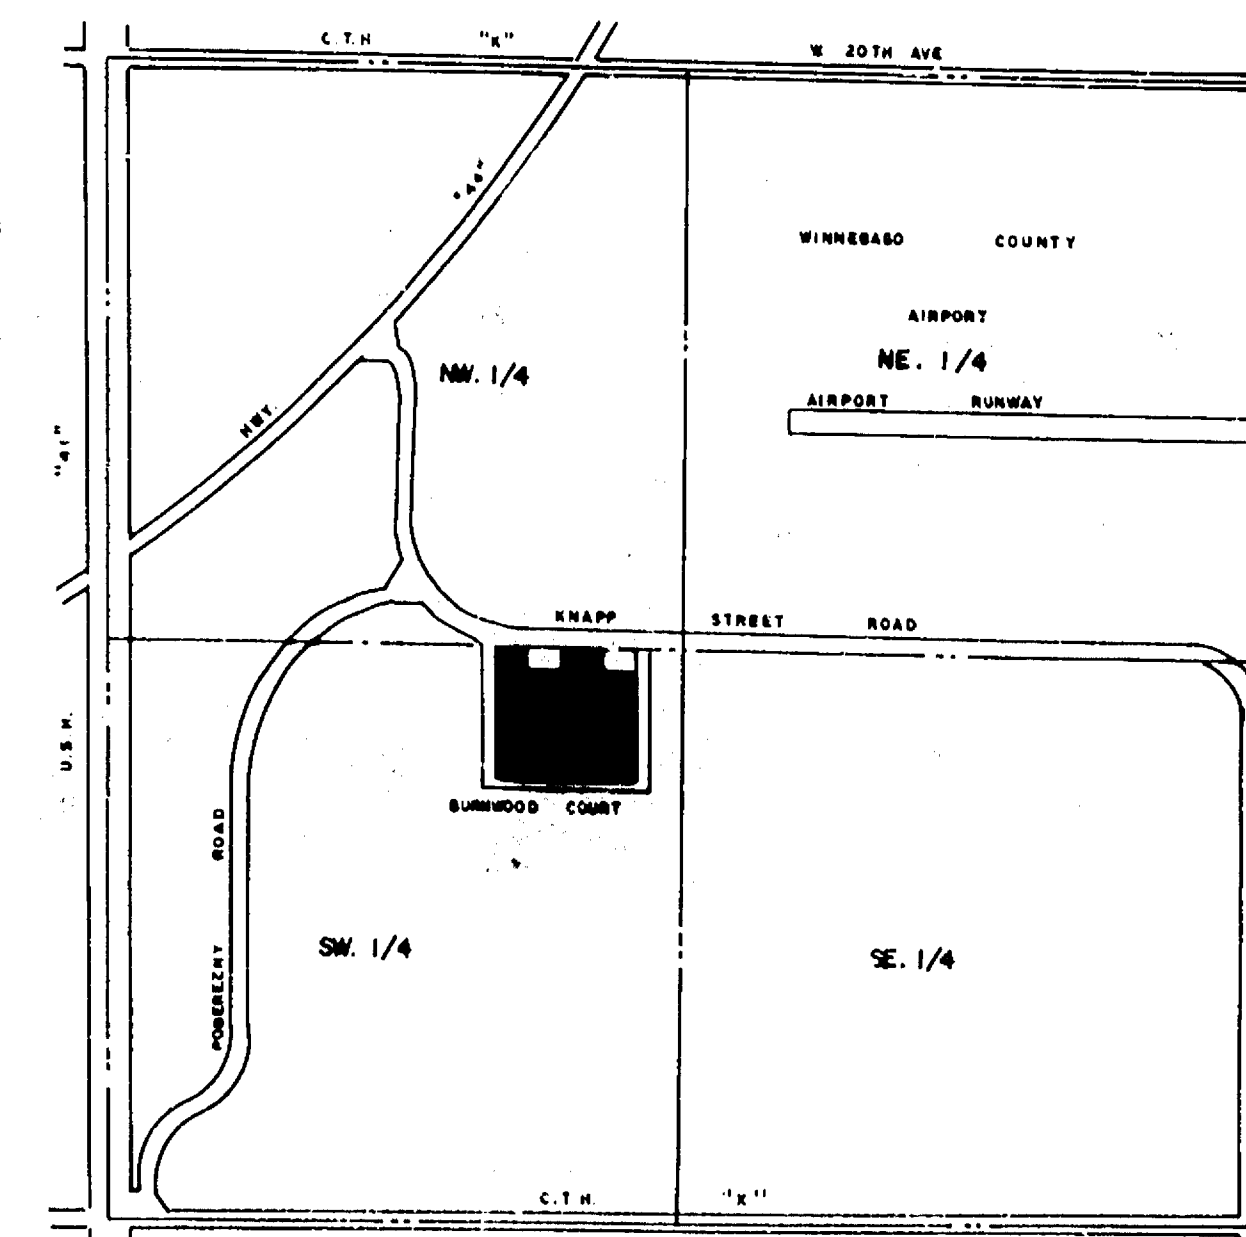 C.T.H "K"
W 20TH AVE
"44"
WINNEBAGO COUNTY
AIRPORT
NW. 1/4
NE. 1/4
AIRPORT RUNWAY
HWY.
"41"
KNAPP STREET ROAD
U.S.H.
BURNWOOD COURT
POBEREZNY ROAD
SW. 1/4
SE. 1/4
C.T.H. "X"